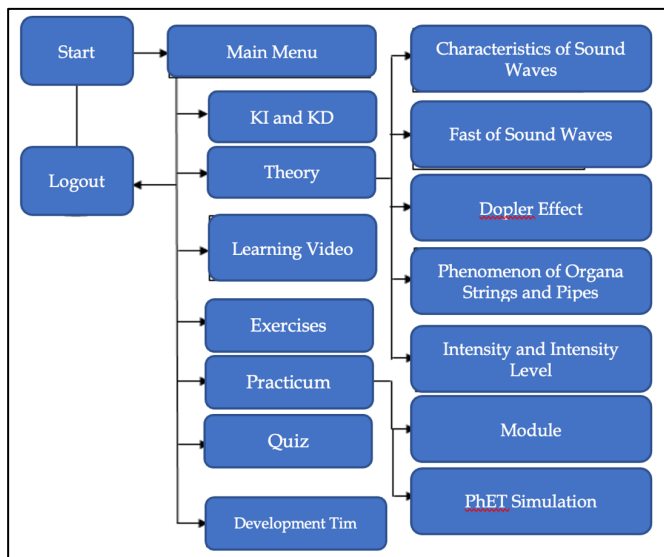 Start
Main Menu
KI and KD
Theory
Logout
Learning Video
Exercises
Practicum
Quiz
Development Tim
Characteristics of Sound
Waves
Fast of Sound Waves
Dopler Effect
Phenomenon of Organa
Strings and Pipes
Intensity and Intensity
Level
Module
PhET Simulation